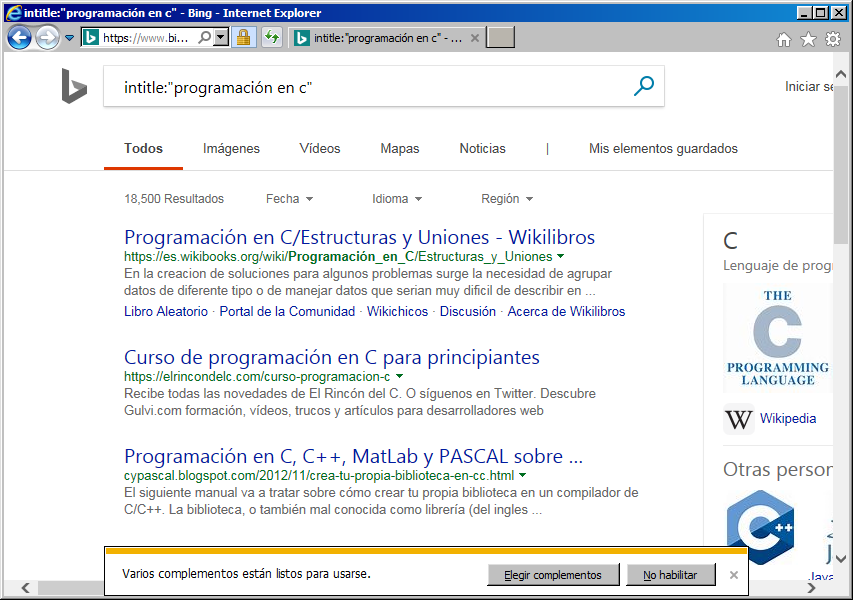 intitle:"programación en c" - Bing - Internet Explorer
https://www.bi...
intitle:"programación en c" - ...
intitle:"programación en c"
Iniciar se
Todos Imágenes Vídeos Mapas Noticias | Mis elementos guardados
18,500 Resultados Fecha Idioma Región
Programación en C/Estructuras y Uniones - Wikilibros
https://es.wikibooks.org/wiki/Programación_en_C/Estructuras_y_Uniones
En la creacion de soluciones para algunos problemas surge la necesidad de agrupar
datos de diferente tipo o de manejar datos que serian muy dificil de describir en ...
Libro Aleatorio · Portal de la Comunidad · Wikichicos · Discusión · Acerca de Wikilibros
Curso de programación en C para principiantes
https://elrincondelc.com/curso-programacion-c
Recibe todas las novedades de El Rincón del C. O síguenos en Twitter. Descubre
Gulvi.com formación, vídeos, trucos y artículos para desarrolladores web
Programación en C, C++, MatLab y PASCAL sobre ...
cypascal.blogspot.com/2012/11/crea-tu-propia-biblioteca-en-cc.html
El siguiente manual va a tratar sobre cómo crear tu propia biblioteca en un compilador de
C/C++. La biblioteca, o también mal conocida como librería (del ingles ...
C
Lenguaje de prog
THE
C
PROGRAMMING
LANGUAGE
W Wikipedia
Otras person
C++
J
Java
Varios complementos están listos para usarse.
Elegir complementos
No habilitar